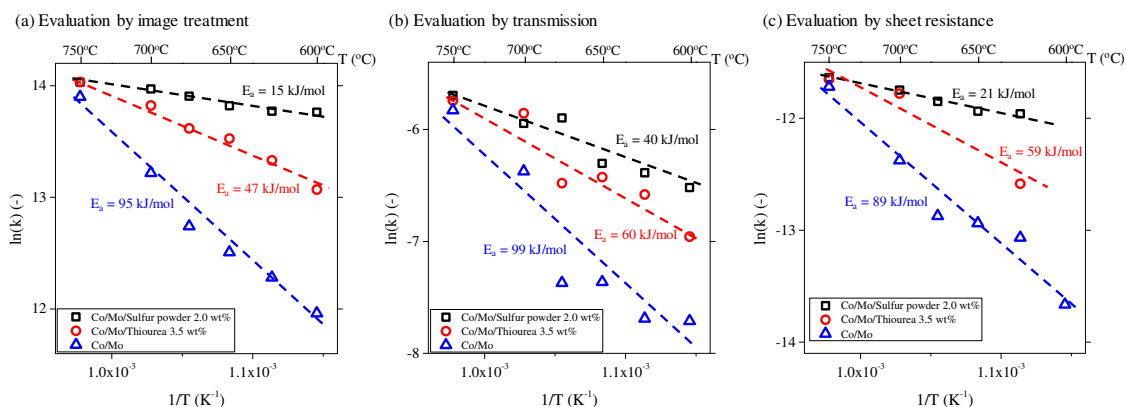 (a) Evaluation by image treatment
750°C 700°C 650°C 600°C T (°C)
14
13
12
ln(k) (-)
Ea = 15 kJ/mol
Ea = 47 kJ/mol
Ea = 95 kJ/mol
Co/Mo/Sulfur powder 2.0 wt%
Co/Mo/Thiourea 3.5 wt%
Co/Mo
1.0x10-3 1.1x10-3
1/T (K-1)
(b) Evaluation by transmission
750°C 700°C 650°C 600°C T (°C)
-6
-7
-8
ln(k) (-)
Ea = 40 kJ/mol
Ea = 60 kJ/mol
Ea = 99 kJ/mol
Co/Mo/Sulfur powder 2.0 wt%
Co/Mo/Thiourea 3.5 wt%
Co/Mo
1.0x10-3 1.1x10-3
1/T (K-1)
(c) Evaluation by sheet resistance
750°C 700°C 650°C 600°C T (°C)
-12
-13
-14
ln(k) (-)
Ea = 21 kJ/mol
Ea = 59 kJ/mol
Ea = 89 kJ/mol
Co/Mo/Sulfur powder 2.0 wt%
Co/Mo/Thiourea 3.5 wt%
Co/Mo
1.0x10-3 1.1x10-3
1/T (K-1)